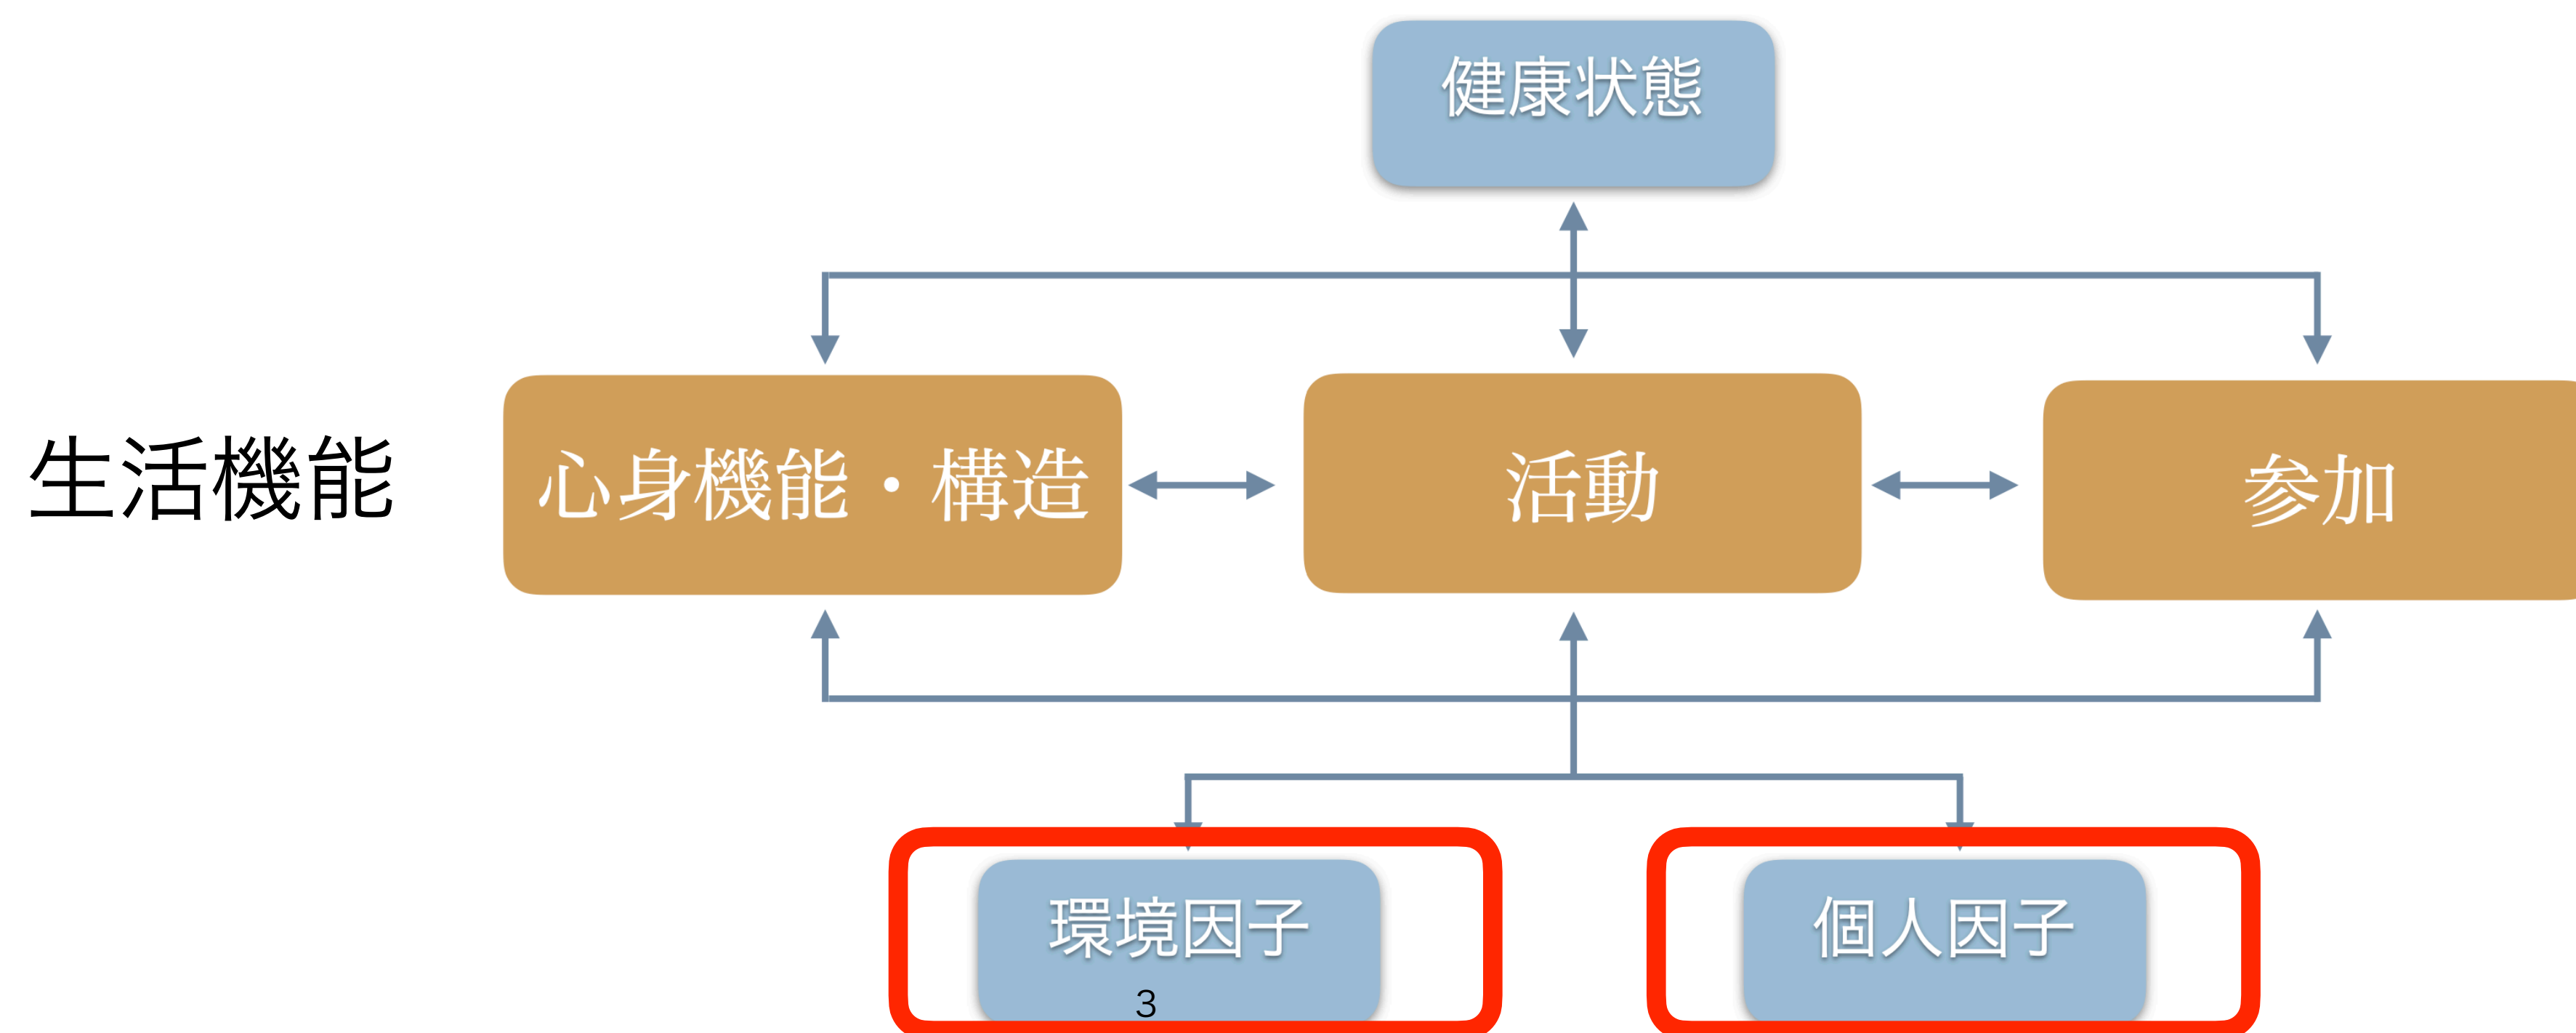 健康状態
生活機能
心身機能・構造
活動
参加
環境因子
個人因子
3